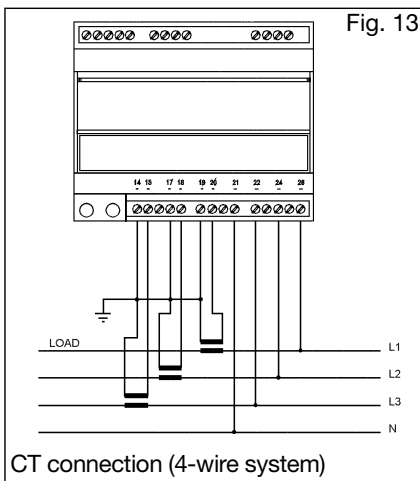 Fig. 13
14 15 17 18 19 20 21 22 24 26
LOAD
L1
L2
L3
N
CT connection (4-wire system)